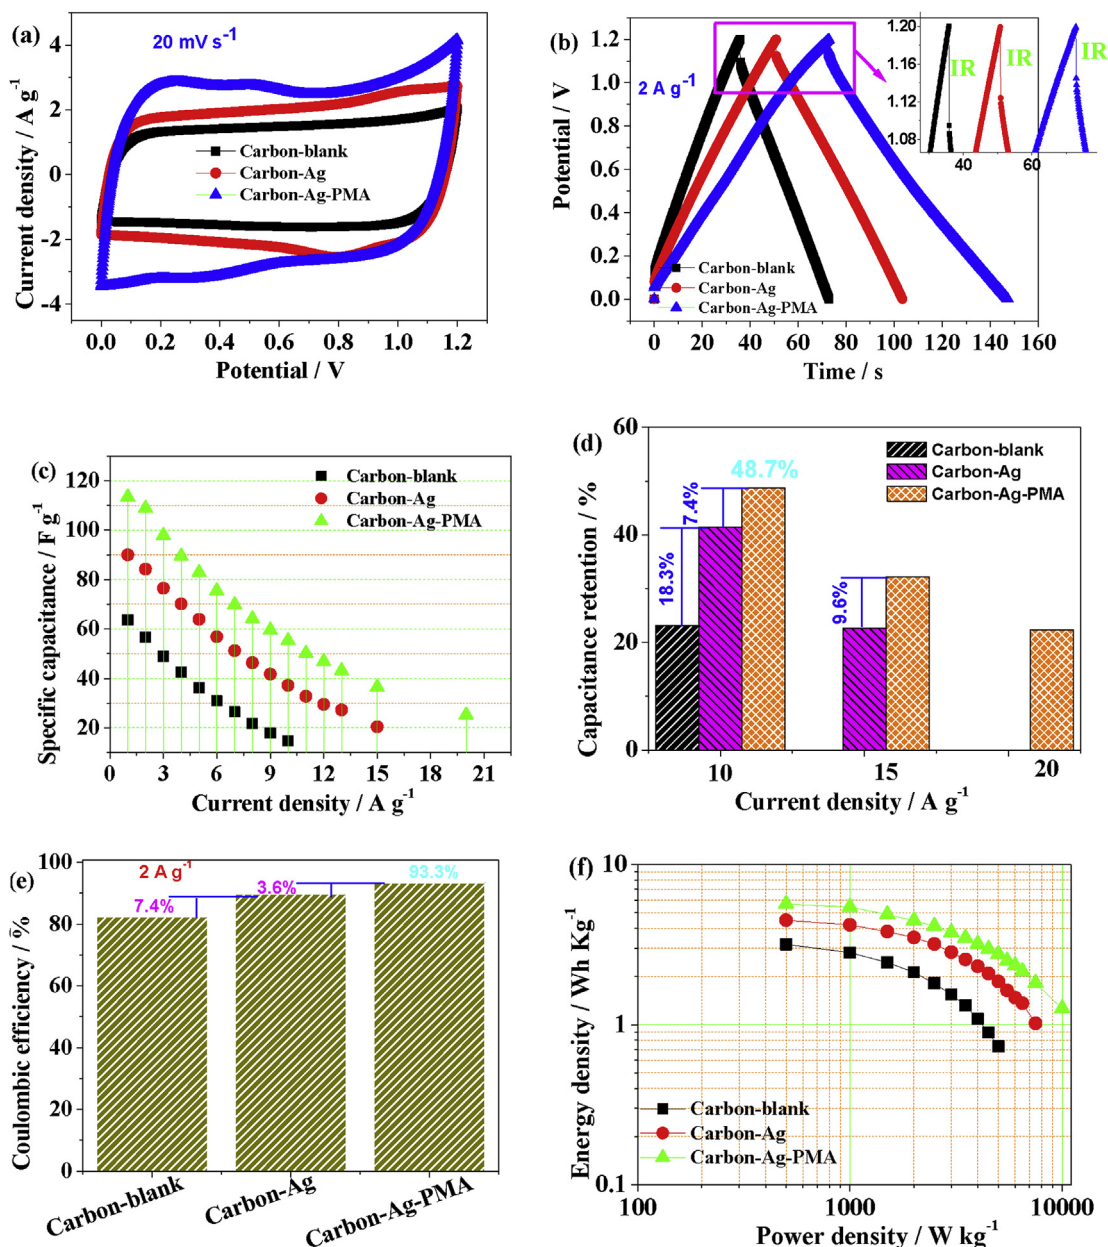 (a)
20 mV s-1
Current density / A g-1
4
2
0
-2
-4
Carbon-blank
Carbon-Ag
Carbon-Ag-PMA
0.0 0.2 0.4 0.6 0.8 1.0 1.2
Potential / V
(b)
2 A g-1
Potential / V
1.2
1.0
0.8
0.6
0.4
0.2
0.0
Carbon-blank
Carbon-Ag
Carbon-Ag-PMA
0 20 40 60 80 100 120 140 160
Time / s
1.20
1.16
1.12
1.08
IR
IR
IR
40 60
(c)
Specific capacitance / F g-1
120
100
80
60
40
20
Carbon-blank
Carbon-Ag
Carbon-Ag-PMA
0 3 6 9 12 15 18 21
Current density / A g-1
(d)
Capacitance retention / %
60
40
20
0
Carbon-blank
Carbon-Ag
Carbon-Ag-PMA
18.3%
7.4%
48.7%
9.6%
10 15 20
Current density / A g-1
(e)
2 A g-1
Coulombic efficiency / %
100
80
60
40
20
0
7.4%
3.6%
93.3%
Carbon-blank
Carbon-Ag
Carbon-Ag-PMA
(f)
Energy density / Wh Kg-1
10
1
0.1
Carbon-blank
Carbon-Ag
Carbon-Ag-PMA
100 1000 10000
Power density / W kg-1